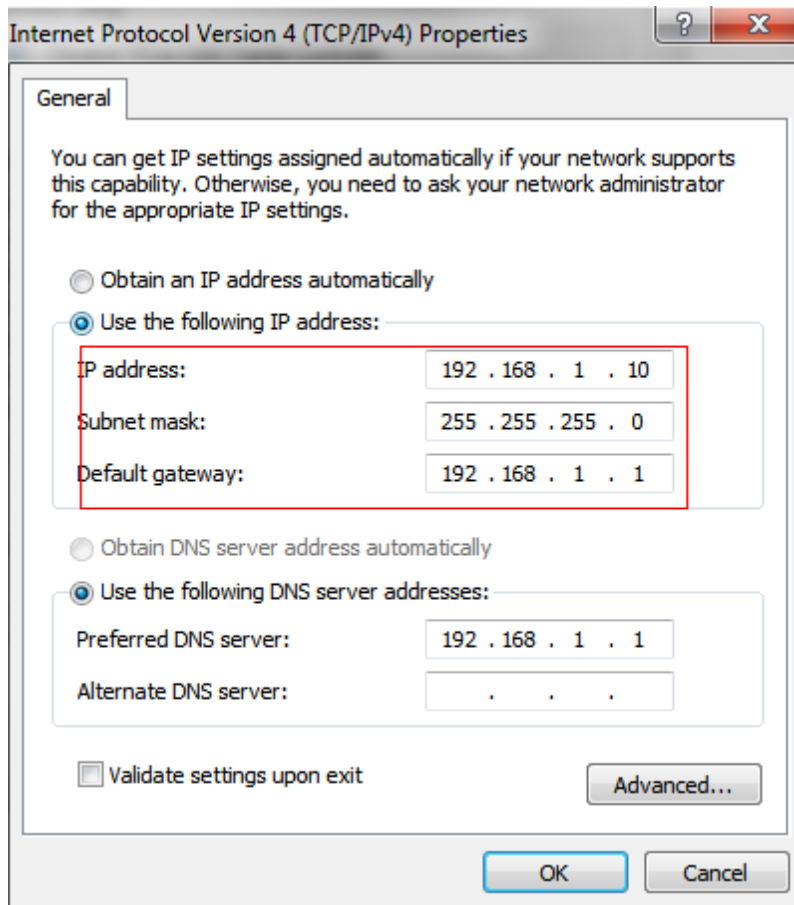 Internet Protocol Version 4 (TCP/IPv4) Properties
General
You can get IP settings assigned automatically if your network supports
this capability. Otherwise, you need to ask your network administrator
for the appropriate IP settings.
Obtain an IP address automatically
Use the following IP address:
IP address: 192 . 168 . 1 . 10
Subnet mask: 255 . 255 . 255 . 0
Default gateway: 192 . 168 . 1 . 1
Obtain DNS server address automatically
Use the following DNS server addresses:
Preferred DNS server: 192 . 168 . 1 . 1
Alternate DNS server: . . .
Validate settings upon exit
Advanced...
OK Cancel